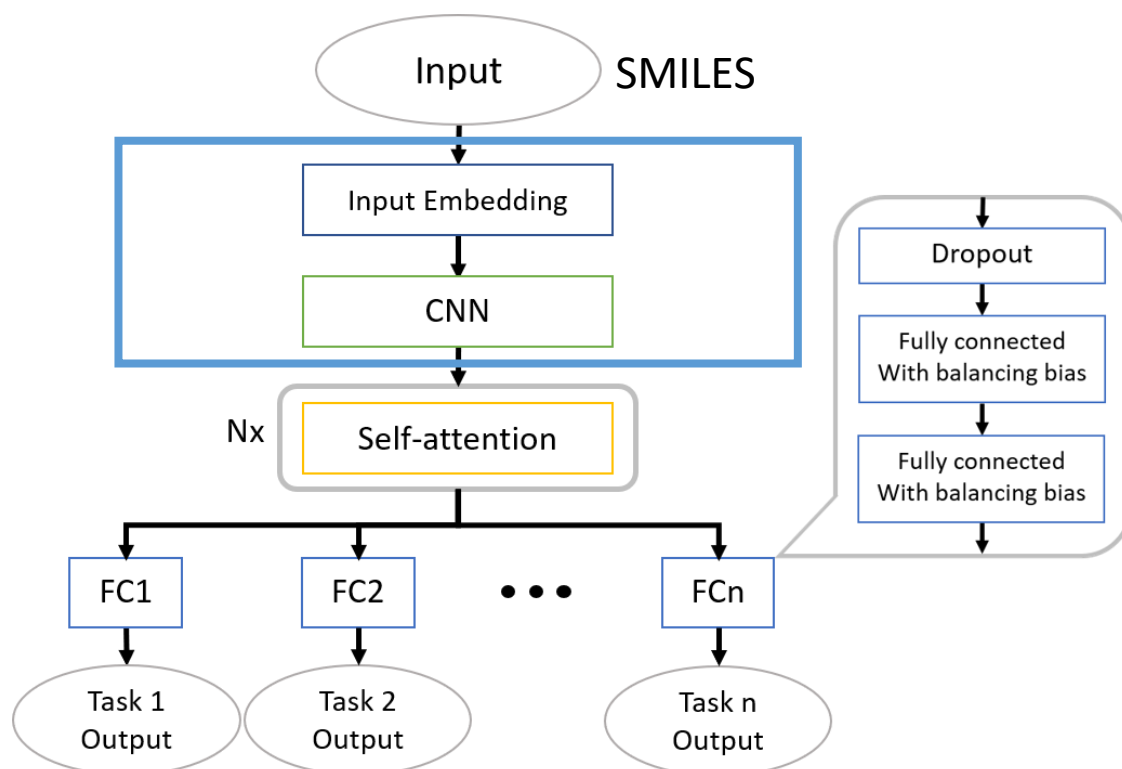 Input
SMILES
Input Embedding
CNN
Nx
Self-attention
Dropout
Fully connected
With balancing bias
Fully connected
With balancing bias
FC1
FC2
FCn
Task 1
Output
Task 2
Output
Task n
Output